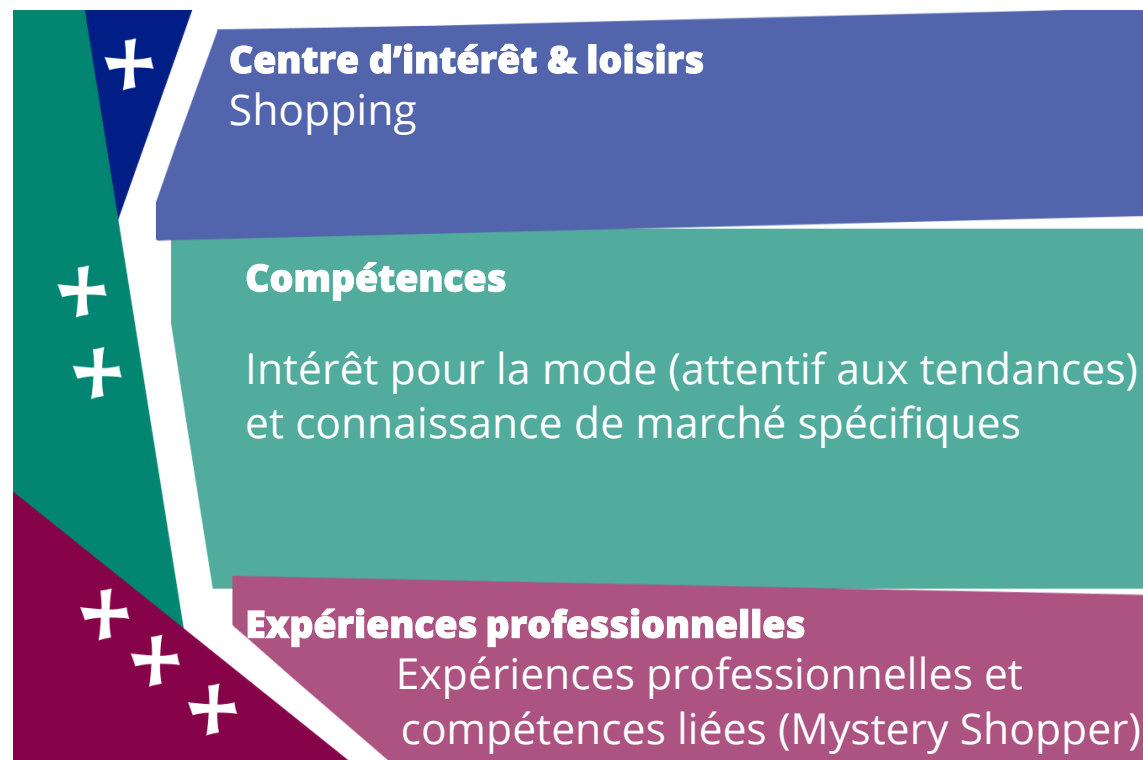 Centre d'intérêt & loisirs
Shopping
Compétences
Intérêt pour la mode (attentif aux tendances)
et connaissance de marché spécifiques
Expériences professionnelles
Expériences professionnelles et
compétences liées (Mystery Shopper)